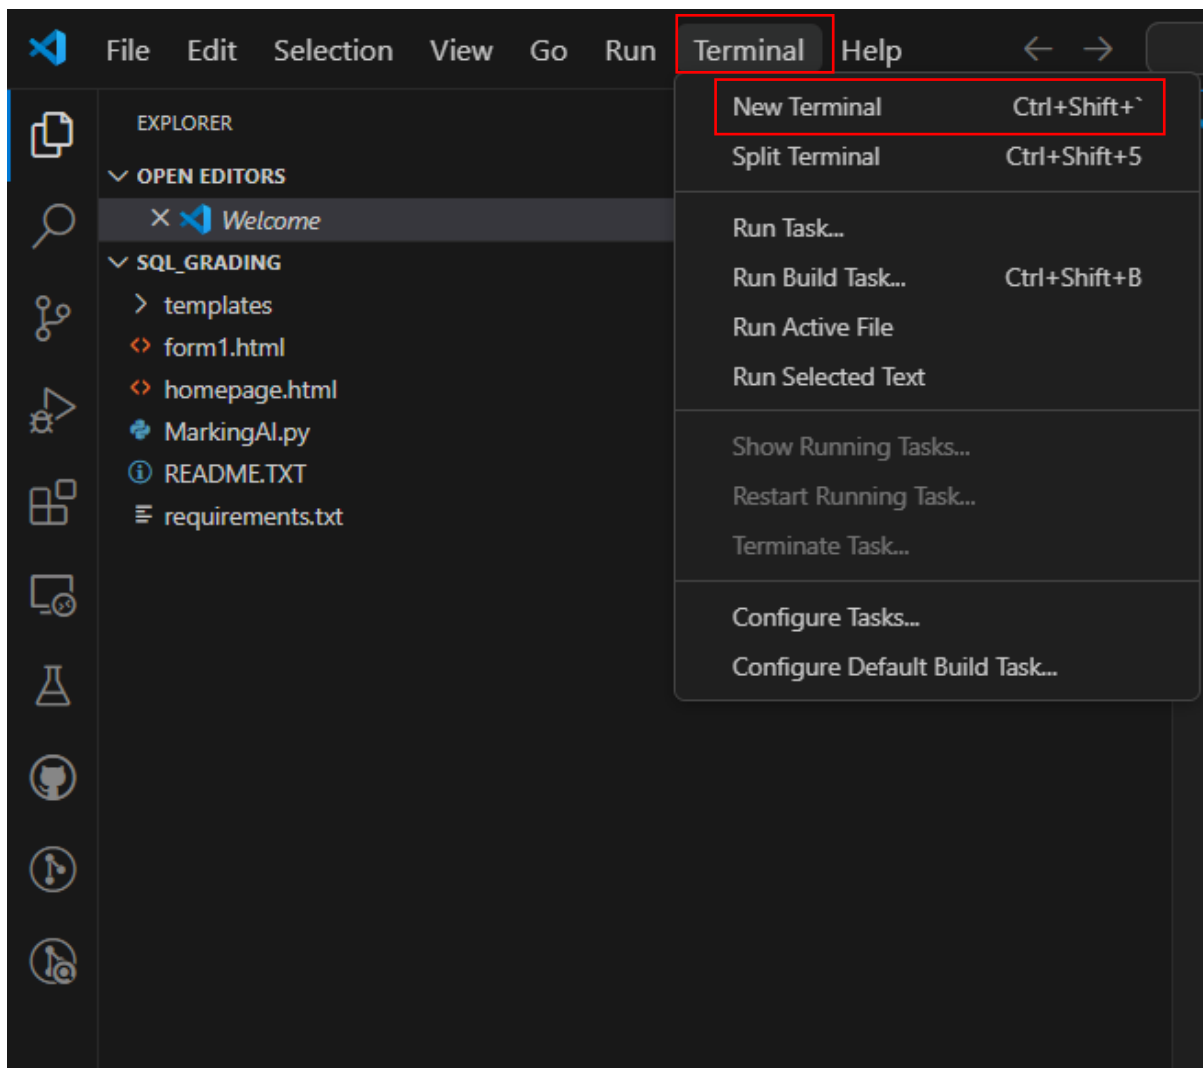 File Edit Selection View Go Run Terminal Help
New Terminal Ctrl+Shift+`
Split Terminal Ctrl+Shift+5
Run Task...
Run Build Task... Ctrl+Shift+B
Run Active File
Run Selected Text
Show Running Tasks...
Restart Running Task...
Terminate Task...
Configure Tasks...
Configure Default Build Task...
EXPLORER
OPEN EDITORS
Welcome
SQL_GRADING
templates
form1.html
homepage.html
MarkingAI.py
README.TXT
requirements.txt